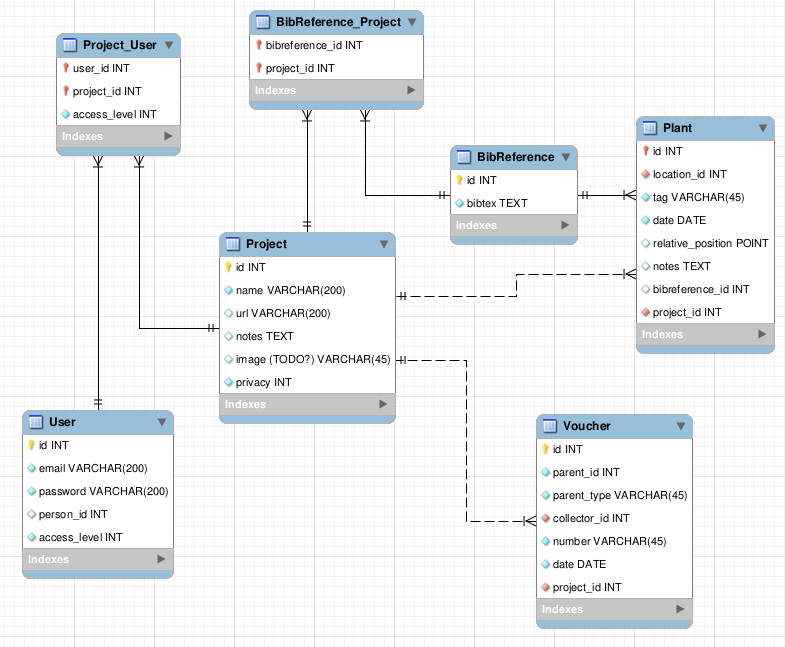 Project_User
user_id INT
project_id INT
access_level INT
Indexes
BibReference_Project
bibreference_id INT
project_id INT
Indexes
BibReference
id INT
bibtex TEXT
Indexes
Plant
id INT
location_id INT
tag VARCHAR(45)
date DATE
relative_position POINT
notes TEXT
bibreference_id INT
project_id INT
Indexes
Project
id INT
name VARCHAR(200)
url VARCHAR(200)
notes TEXT
image (TODO?) VARCHAR(45)
privacy INT
Indexes
User
id INT
email VARCHAR(200)
password VARCHAR(200)
person_id INT
access_level INT
Indexes
Voucher
id INT
parent_id INT
parent_type VARCHAR(45)
collector_id INT
number VARCHAR(45)
date DATE
project_id INT
Indexes